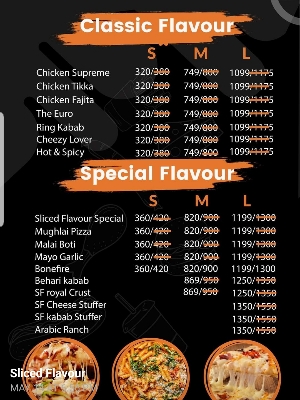 Classic Flavour
S M L
Chicken Supreme 320/380 749/800 1099/1175
Chicken Tikka 320/380 749/800 1099/1175
Chicken Fajita 320/380 749/800 1099/1175
The Euro 320/380 749/800 1099/1175
Ring Kabab 320/380 749/800 1099/1175
Cheezy Lover 320/380 749/800 1099/1175
Hot & Spicy 320/380 749/800 1099/1175
Special Flavour
S M L
Sliced Flavour Special 360/420 820/900 1199/1300
Mughlai Pizza 360/420 820/900 1199/1300
Malai Boti 360/420 820/900 1199/1300
Mayo Garlic 360/420 820/900 1199/1300
Bonefire 360/420 820/900 1199/1300
Behari kabab 869/950 1250/1350
SF royal Crust 869/950 1250/1350
SF Cheese Stuffer 1350/1550
SF kabab Stuffer 1350/1550
Arabic Ranch 1350/1550
Sliced Flavour